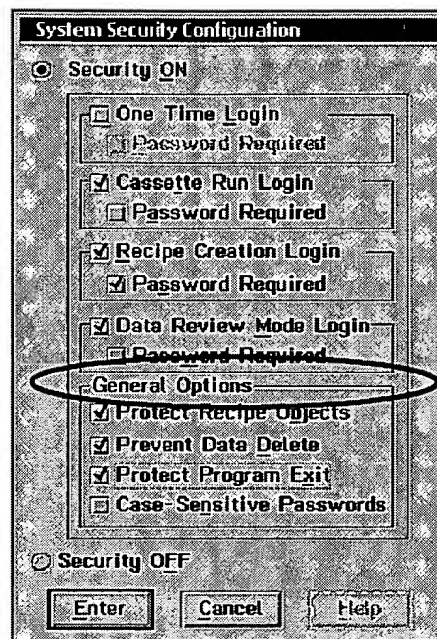 System Security Configuration
Security ON
One Time Login
Password Required
Cassette Run Login
Password Required
Recipe Creation Login
Password Required
Data Review Mode Login
Password Required
General Options
Protect Recipe Objects
Prevent Data Delete
Protect Program Exit
Case-Sensitive Passwords
Security OFF
Enter Cancel Help